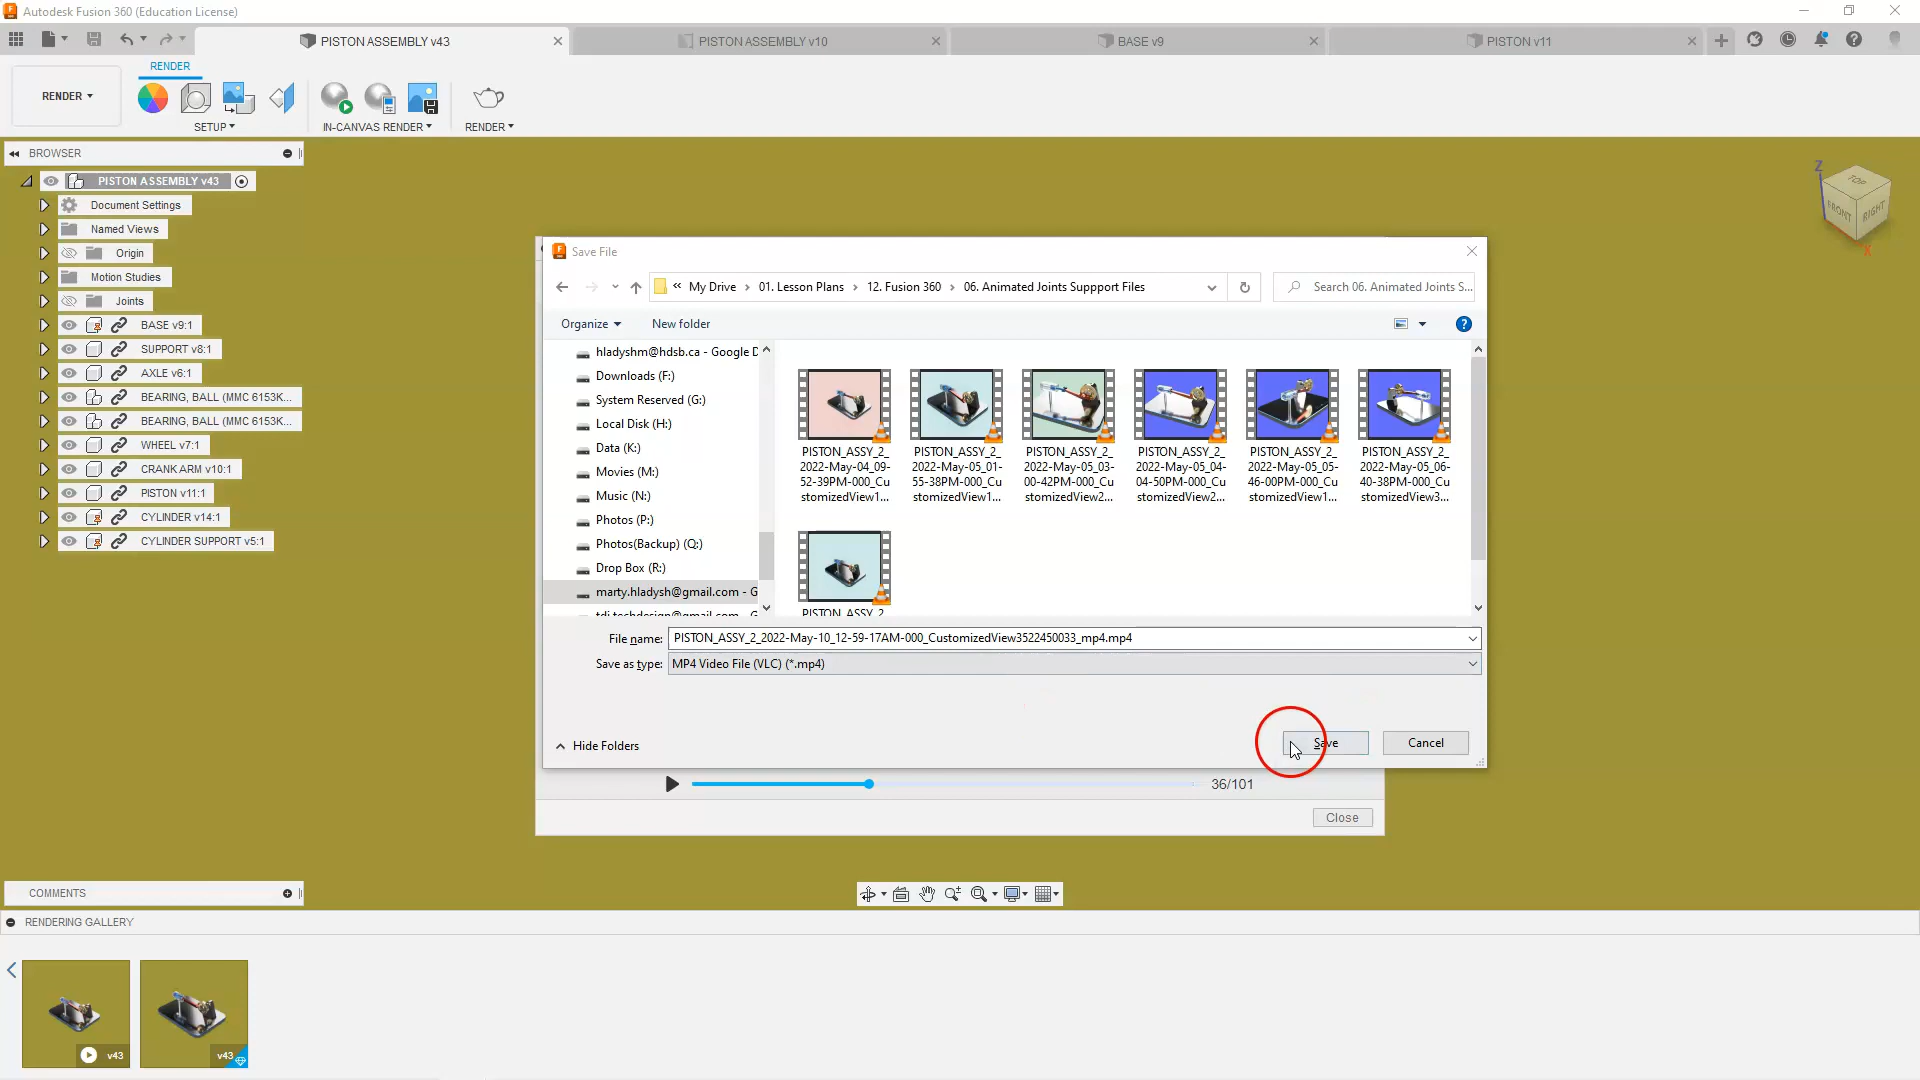 Autodesk Fusion 360 (Education License)
PISTON ASSEMBLY v43
PISTON ASSEMBLY v10
BASE v9
PISTON v11
RENDER
RENDER
SETUP
IN-CANVAS RENDER
RENDER
BROWSER
PISTON ASSEMBLY v43
Document Settings
Named Views
Origin
Motion Studies
Joints
BASE v9:1
SUPPORT v8:1
AXLE v6:1
BEARING, BALL (MMC 6153K...
BEARING, BALL (MMC 6153K...
WHEEL v7:1
CRANK ARM v10:1
PISTON v11:1
CYLINDER v14:1
CYLINDER SUPPORT v5:1
Z
TOP
FRONT
RIGHT
X
Save File
« My Drive › 01. Lesson Plans › 12. Fusion 360 › 06. Animated Joints Suppport Files
Search 06. Animated Joints S...
Organize
New folder
hladyshm@hdsb.ca - Google D
Downloads (F:)
System Reserved (G:)
Local Disk (H:)
Data (K:)
Movies (M:)
Music (N:)
Photos (P:)
Photos(Backup) (Q:)
Drop Box (R:)
marty.hladysh@gmail.com - G
tdj.techdesign@gmail.com - G
PISTON_ASSY_2_
2022-May-04_09-
52-39PM-000_Cu
stomizedView1...
PISTON_ASSY_2_
2022-May-05_01-
55-38PM-000_Cu
stomizedView1...
PISTON_ASSY_2_
2022-May-05_03-
00-42PM-000_Cu
stomizedView2...
PISTON_ASSY_2_
2022-May-05_04-
04-50PM-000_Cu
stomizedView2...
PISTON_ASSY_2_
2022-May-05_05-
46-00PM-000_Cu
stomizedView1...
PISTON_ASSY_2_
2022-May-05_06-
40-38PM-000_Cu
stomizedView3...
PISTON_ASSY_2_
File name: PISTON_ASSY_2_2022-May-10_12-59-17AM-000_CustomizedView3522450033_mp4.mp4
Save as type: MP4 Video File (VLC) (*.mp4)
Hide Folders
Save
Cancel
36/101
Close
COMMENTS
RENDERING GALLERY
v43
v43